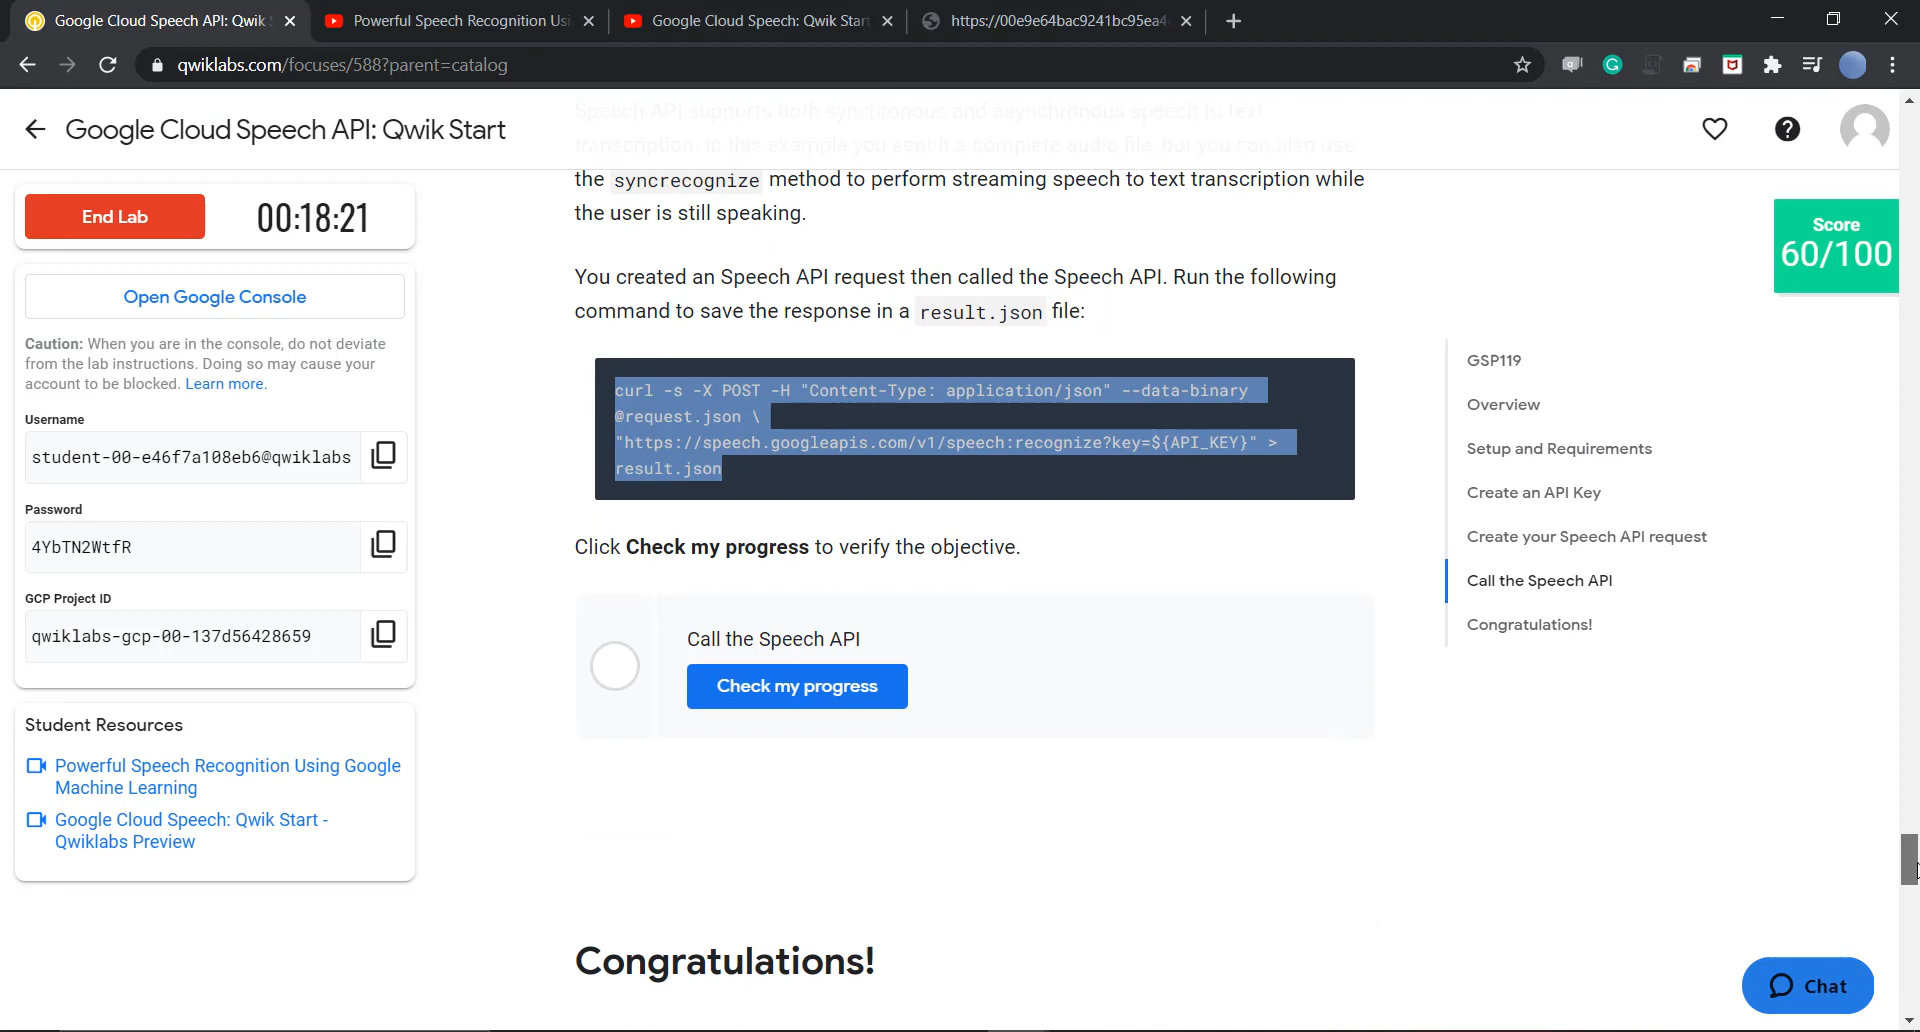 Google Cloud Speech API: Qwik S
Powerful Speech Recognition Usi
Google Cloud Speech: Qwik Start
https://00e9e64bac9241bc95ea4
qwiklabs.com/focuses/588?parent=catalog
Google Cloud Speech API: Qwik Start
End Lab
00:18:21
Open Google Console
Caution: When you are in the console, do not deviate
from the lab instructions. Doing so may cause your
account to be blocked. Learn more.
Username
student-00-e46f7a108eb6@qwiklabs
Password
4YbTN2WtfR
GCP Project ID
qwiklabs-gcp-00-137d56428659
Student Resources
Powerful Speech Recognition Using Google
Machine Learning
Google Cloud Speech: Qwik Start -
Qwiklabs Preview
Speech API supports both synchronous and asynchronous speech to text
transcription. In this example you sent it a complete audio file, but you can also use
the syncrecognize method to perform streaming speech to text transcription while
the user is still speaking.
You created an Speech API request then called the Speech API. Run the following
command to save the response in a result.json file:
curl -s -X POST -H "Content-Type: application/json" --data-binary
@request.json \
"https://speech.googleapis.com/v1/speech:recognize?key=${API_KEY}" >
result.json
Click Check my progress to verify the objective.
Call the Speech API
Check my progress
Congratulations!
Score
60/100
GSP119
Overview
Setup and Requirements
Create an API Key
Create your Speech API request
Call the Speech API
Congratulations!
Chat